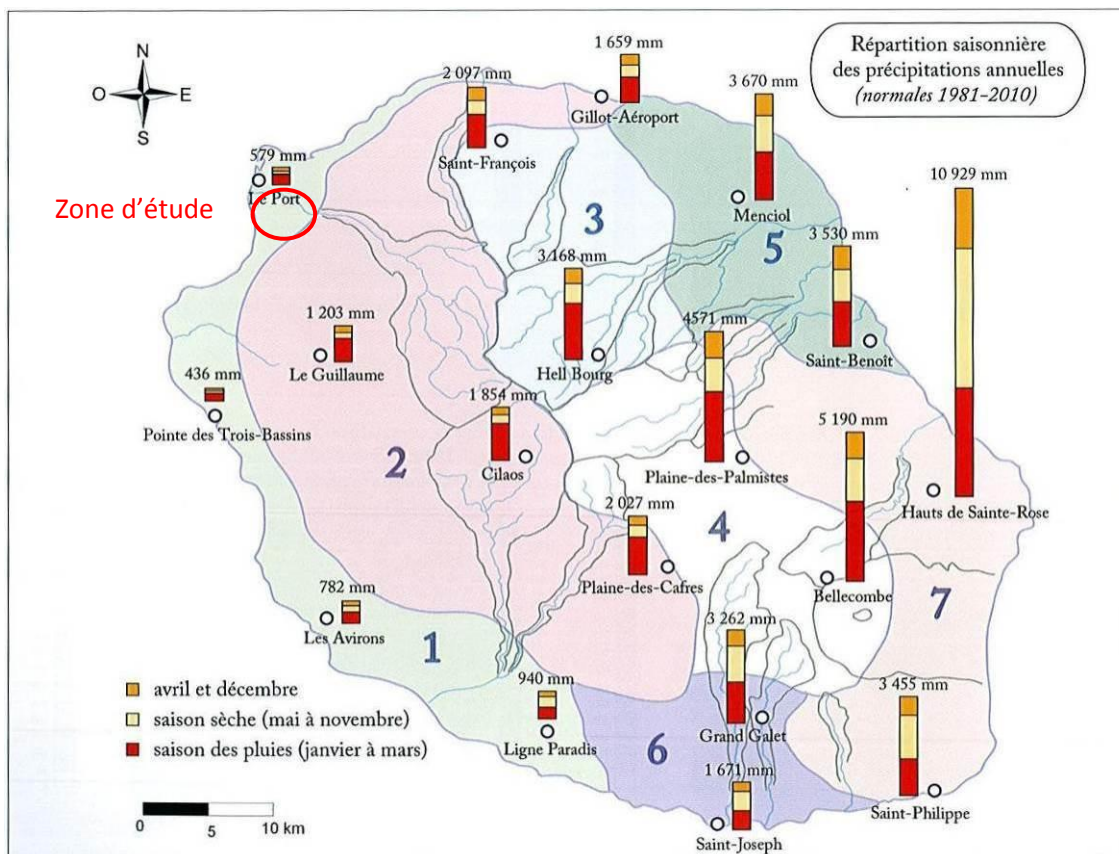 Répartition saisonnière
des précipitations annuelles
(normales 1981-2010)
N
O
E
S
1 659 mm
Gillot-Aéroport
2 097 mm
Saint-François
3 670 mm
Menciol
579 mm
Le Port
Zone d'étude
10 929 mm
Hauts de Sainte-Rose
3
5
3 168 mm
Hell Bourg
3 530 mm
Saint-Benoît
1 203 mm
Le Guillaume
4571 mm
Plaine-des-Palmistes
436 mm
Pointe des Trois-Bassins
1 854 mm
Cilaos
2
5 190 mm
Bellecombe
2 027 mm
Plaine-des-Cafres
4
7
782 mm
Les Avirons
1
3 262 mm
Grand Galet
940 mm
Ligne Paradis
6
3 455 mm
Saint-Philippe
1 671 mm
Saint-Joseph
avril et décembre
saison sèche (mai à novembre)
saison des pluies (janvier à mars)
0
5
10 km